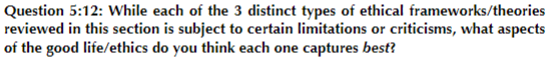 Question 5:12: While each of the 3 distinct types of ethical frameworks/theories
reviewed in this section is subject to certain limitations or criticisms, what aspects
of the good life/ethics do you think each one captures best?